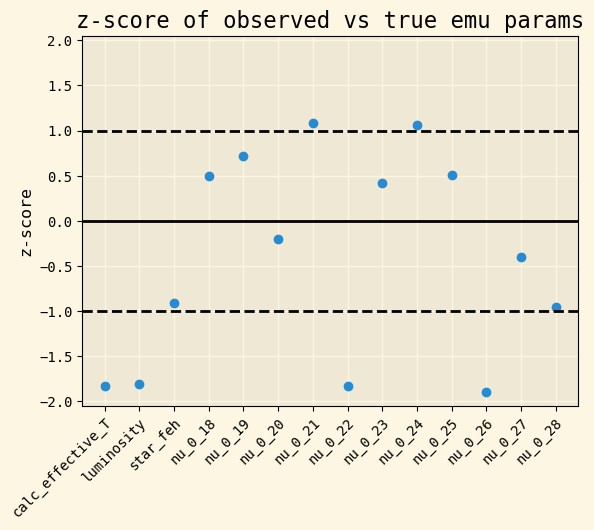 z-score of observed vs true emu params
2.0
1.5
1.0
0.5
0.0
−0.5
−1.0
−1.5
−2.0
z-score
calc_effective_T
luminosity
star_feh
nu_0_18
nu_0_19
nu_0_20
nu_0_21
nu_0_22
nu_0_23
nu_0_24
nu_0_25
nu_0_26
nu_0_27
nu_0_28